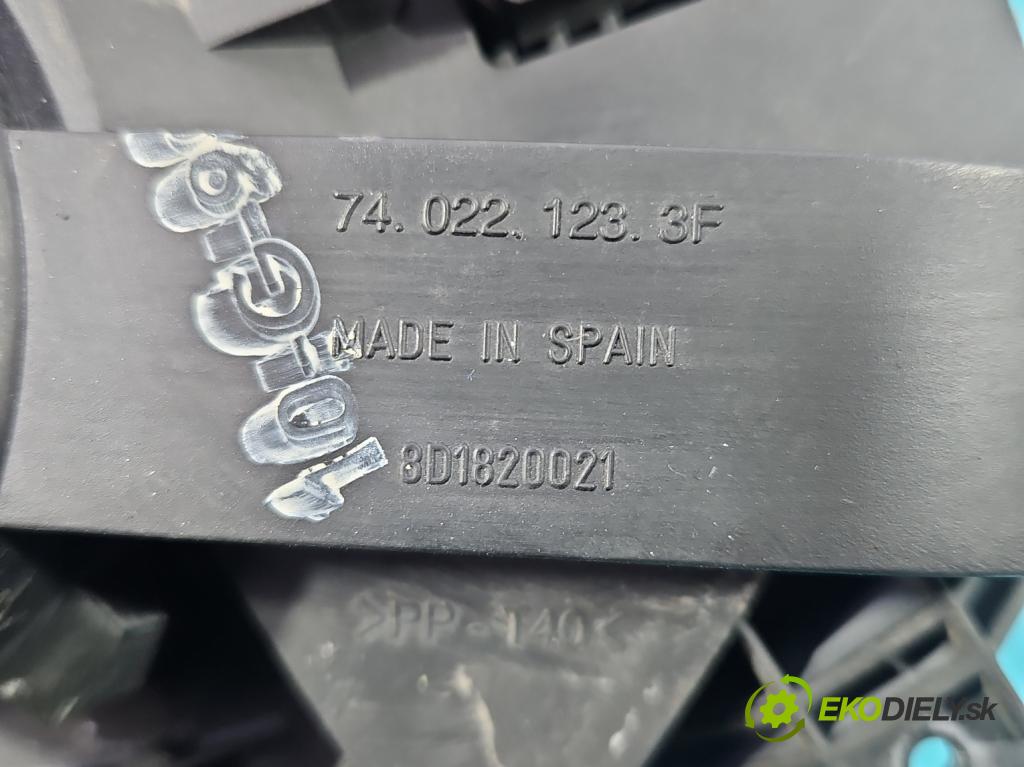 74. 022. 123. 3F
MADE IN SPAIN
8D1820021
>PP-T40<
EKODIELY.sk